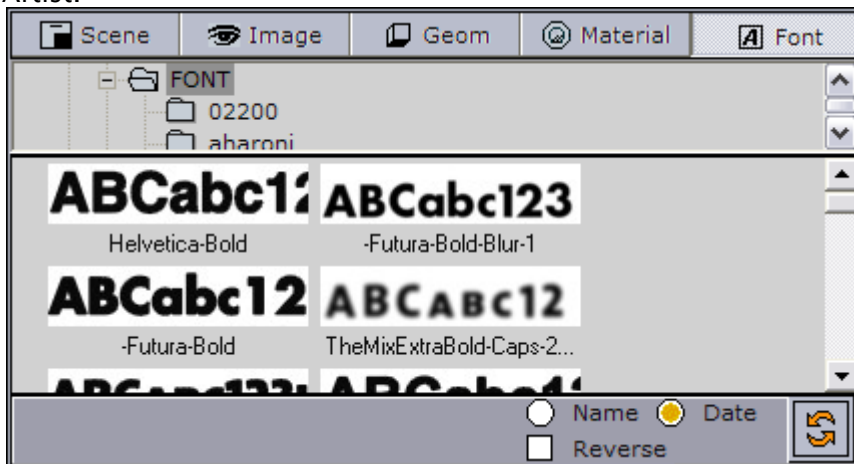 Scene Image Geom Material A Font
FONT
02200
aharoni
ABCabc12 ABCabc123
Helvetica-Bold -Futura-Bold-Blur-1
ABCabc12 ABCABC12
-Futura-Bold TheMixExtraBold-Caps-2...
Name Date
Reverse